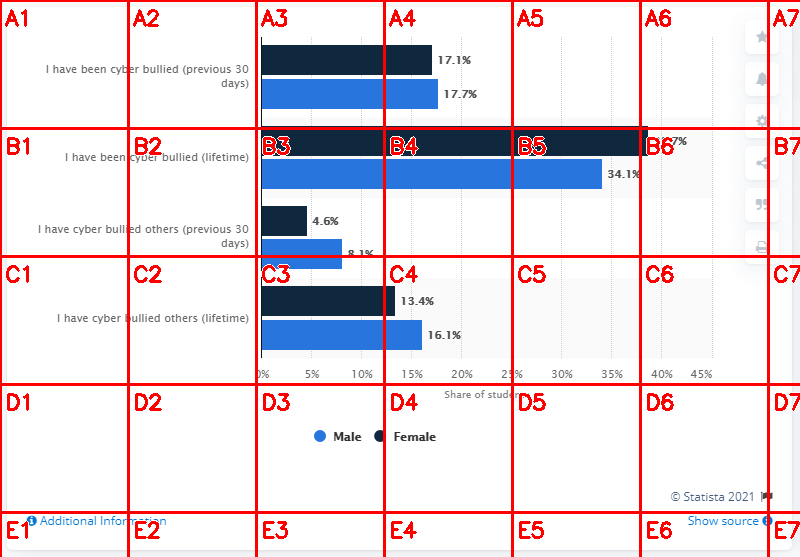 A1 A2 A3 A4 A5 A6 A7
17.1%
I have been cyber bullied (previous 30
days)
17.7%
B1 B2 B3 B4 B5 B6 B7
I have been cyber bullied (lifetime)
34.1%
4.6%
I have cyber bullied others (previous 30
days)
8.1%
C1 C2 C3 C4 C5 C6 C7
13.4%
I have cyber bullied others (lifetime)
16.1%
0% 5% 10% 15% 20% 25% 30% 35% 40% 45%
D1 D2 D3 D4 D5 D6 D7
Share of
Male Female
© Statista 2021
Additional Information Show source
E1 E2 E3 E4 E5 E6 E7